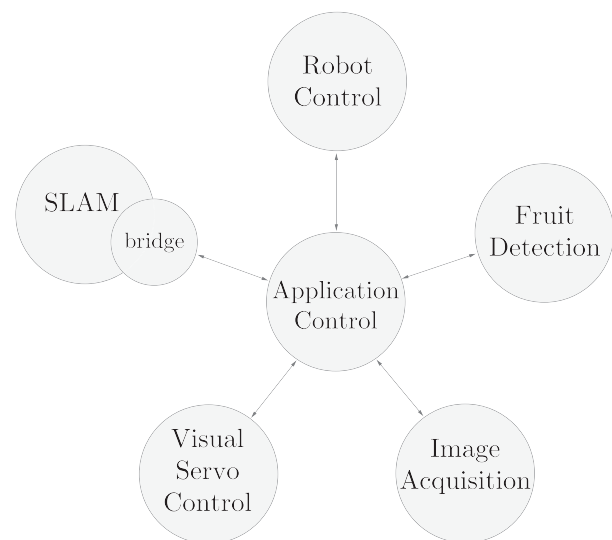 Robot
Control
SLAM
bridge
Fruit
Detection
Application
Control
Visual
Servo
Control
Image
Acquisition